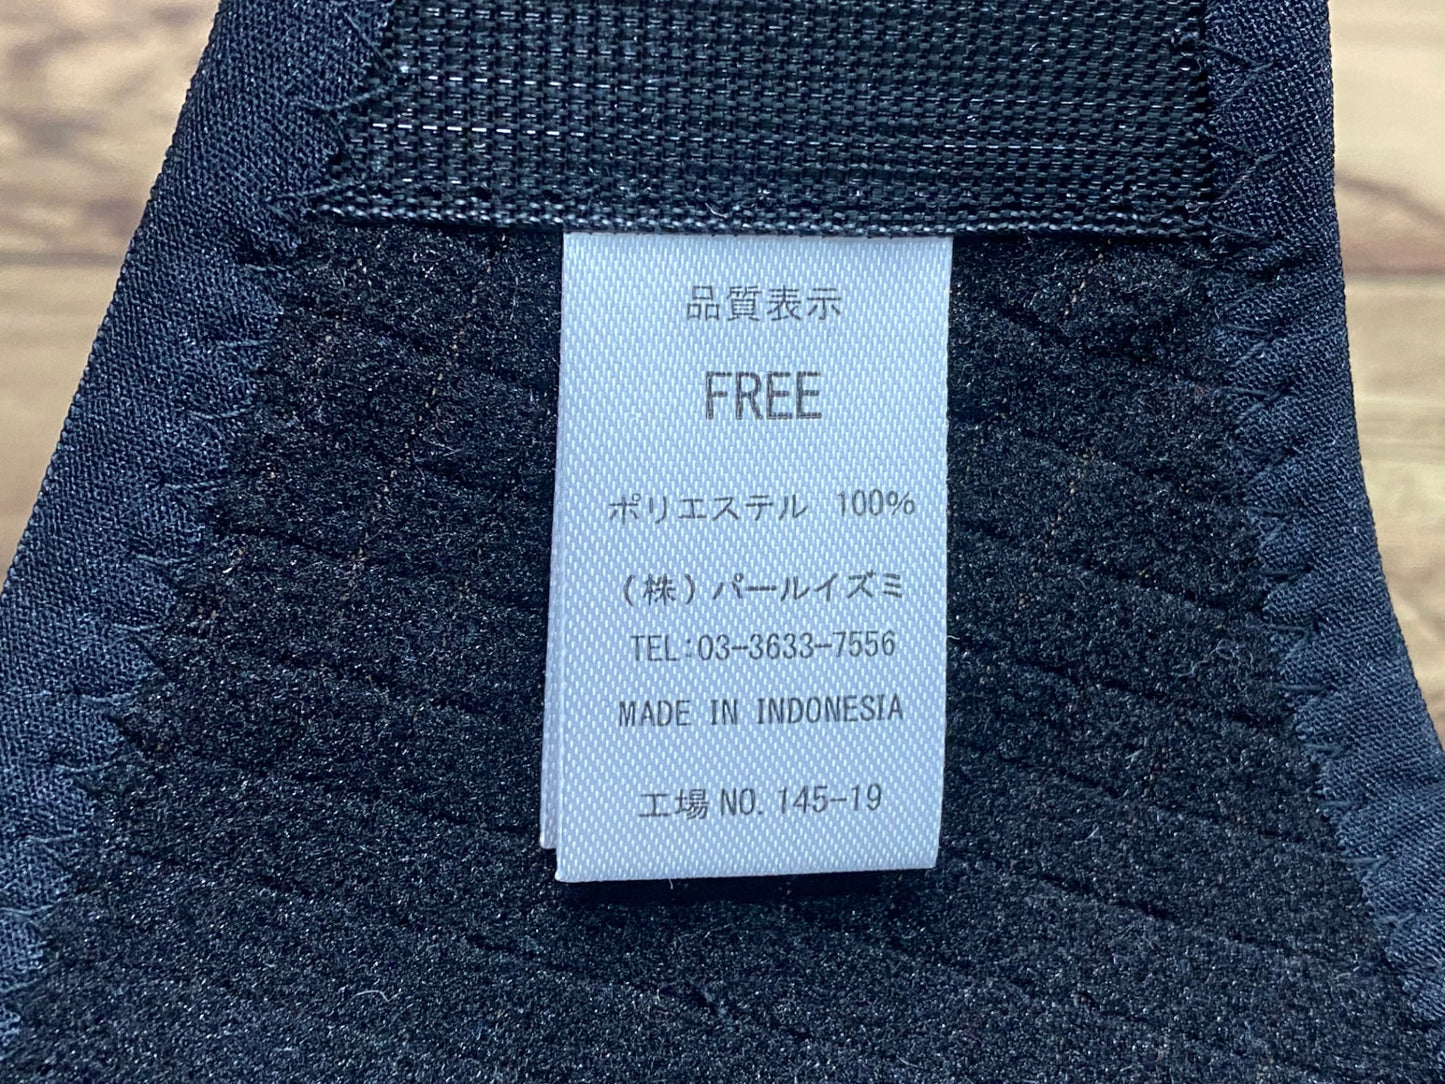 品質表示
FREE
ポリエステル 100%
(株)パールイズミ
TEL:03-3633-7556
MADE IN INDONESIA
工場 NO. 145-19